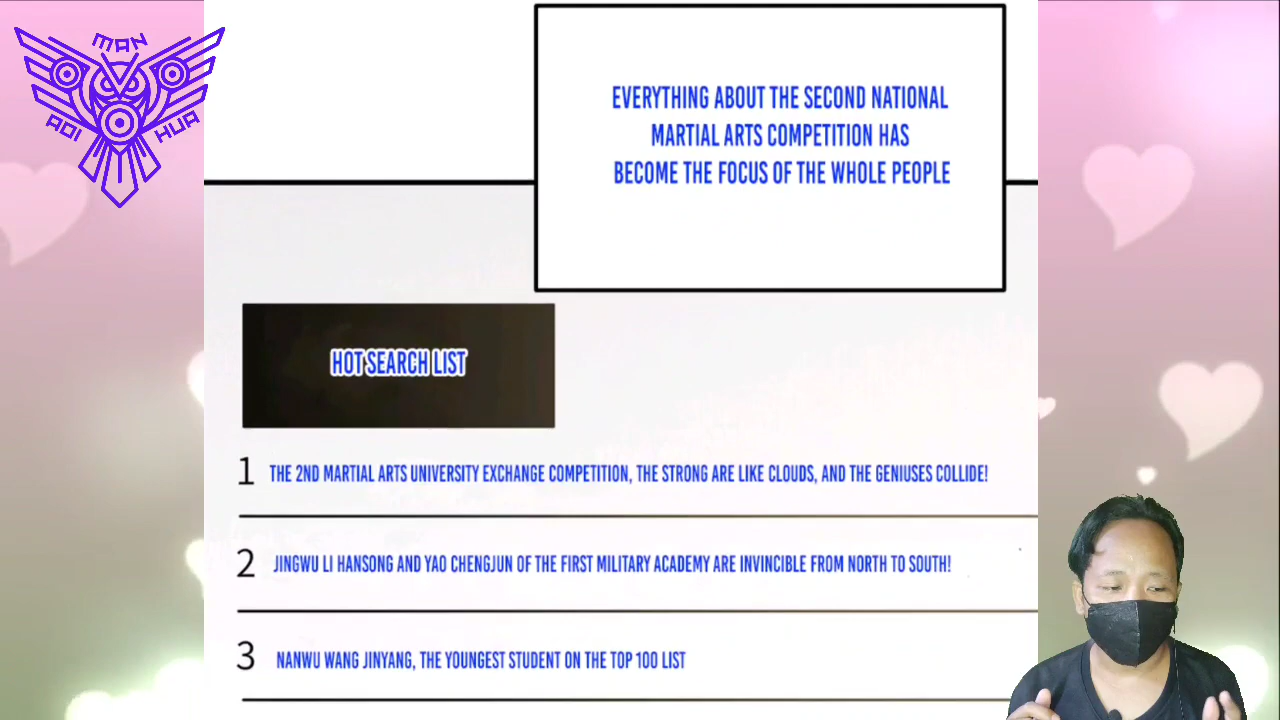 MAN
ADI HUA
EVERYTHING ABOUT THE SECOND NATIONAL
MARTIAL ARTS COMPETITION HAS
BECOME THE FOCUS OF THE WHOLE PEOPLE
HOT SEARCH LIST
1 THE 2ND MARTIAL ARTS UNIVERSITY EXCHANGE COMPETITION, THE STRONG ARE LIKE CLOUDS, AND THE GENIUSES COLLIDE!
2 JINGWU LI HANSONG AND YAO CHENGJUN OF THE FIRST MILITARY ACADEMY ARE INVINCIBLE FROM NORTH TO SOUTH!
3 NANWU WANG JINYANG, THE YOUNGEST STUDENT ON THE TOP 100 LIST